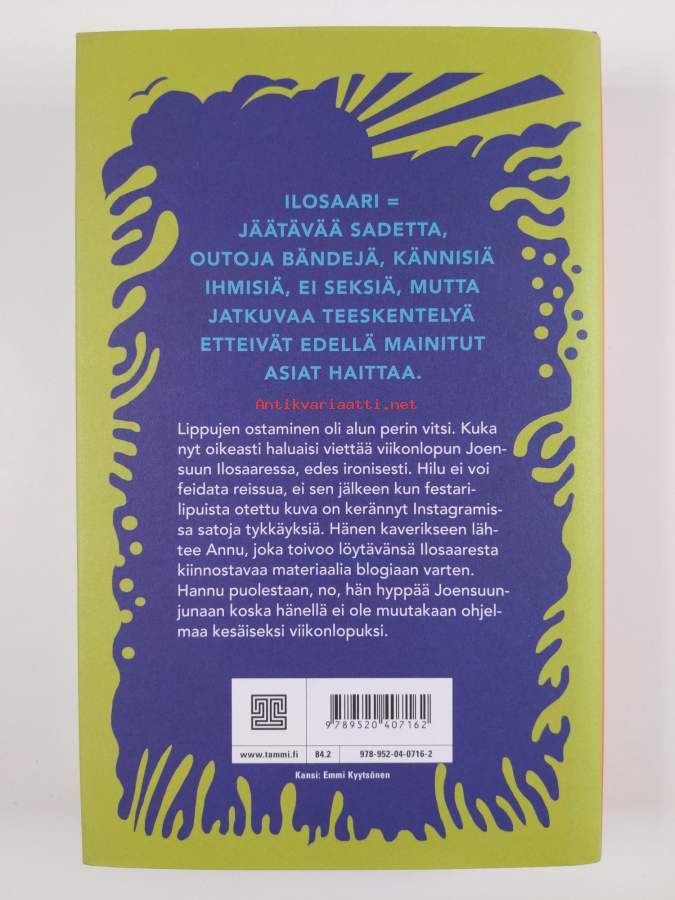 ILOSAARI =
JÄÄTÄVÄÄ SADETTA,
OUTOJA BÄNDEJÄ, KÄNNISIÄ
IHMISIÄ, EI SEKSIÄ, MUTTA
JATKUVAA TEESKENTELYÄ
ETTEIVÄT EDELLÄ MAINITUT
ASIAT HAITTAA.
Antikvariaatti.net
Lippujen ostaminen oli alun perin vitsi. Kuka
nyt oikeasti haluaisi viettää viikonlopun Joen-
suun Ilosaaressa, edes ironisesti. Hilu ei voi
feidata reissua, ei sen jälkeen kun festari-
lipuista otettu kuva on kerännyt Instagramis-
sa satoja tykkäyksiä. Hänen kaverikseen läh-
tee Annu, joka toivoo löytävänsä Ilosaaresta
kiinnostavaa materiaalia blogiaan varten.
Hannu puolestaan, no, hän hyppää Joensuun-
junaan koska hänellä ei ole muutakaan ohjel-
maa kesäiseksi viikonlopuksi.
9 789520 407162
www.tammi.fi 84.2 978-952-04-0716-2
Kansi: Emmi Kyytsönen